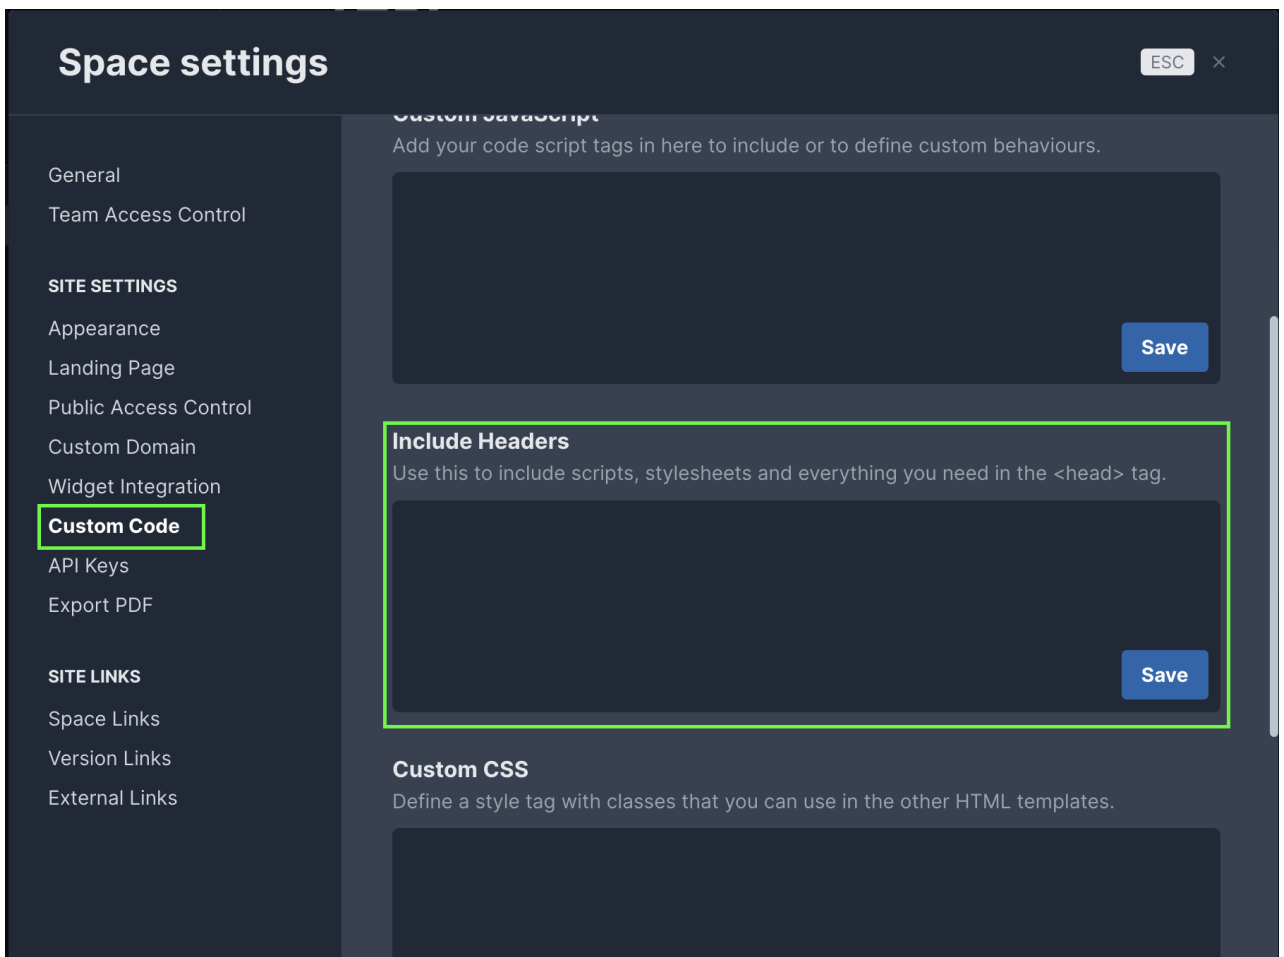 Space settings
ESC ×
General
Team Access Control
SITE SETTINGS
Appearance
Landing Page
Public Access Control
Custom Domain
Widget Integration
Custom Code
API Keys
Export PDF
SITE LINKS
Space Links
Version Links
External Links
Custom JavaScript
Add your code script tags in here to include or to define custom behaviours.
Save
Include Headers
Use this to include scripts, stylesheets and everything you need in the <head> tag.
Save
Custom CSS
Define a style tag with classes that you can use in the other HTML templates.